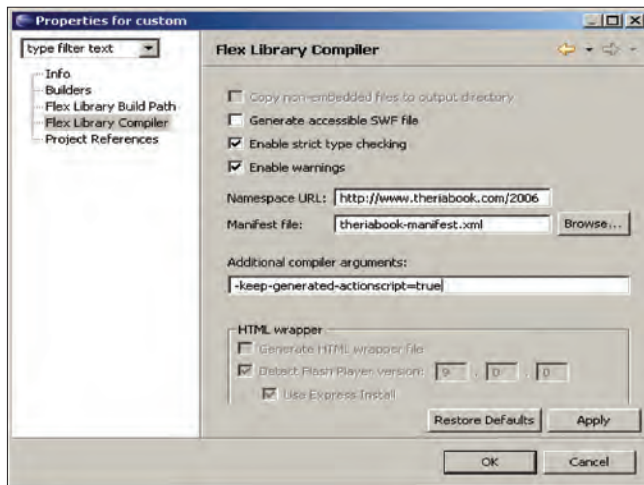 Properties for custom
type filter text
Info
Builders
Flex Library Build Path
Flex Library Compiler
Project References
Flex Library Compiler
Copy non-embedded files to output directory
Generate accessible SWF file
Enable strict type checking
Enable warnings
Namespace URL: http://www.theriabook.com/2006
Manifest file: theriabook-manifest.xml Browse...
Additional compiler arguments:
-keep-generated-actionscript=true
HTML wrapper
Generate HTML wrapper file
Detect Flash Player version: 9 . 0 . 0
Use Express Install
Restore Defaults Apply
OK Cancel